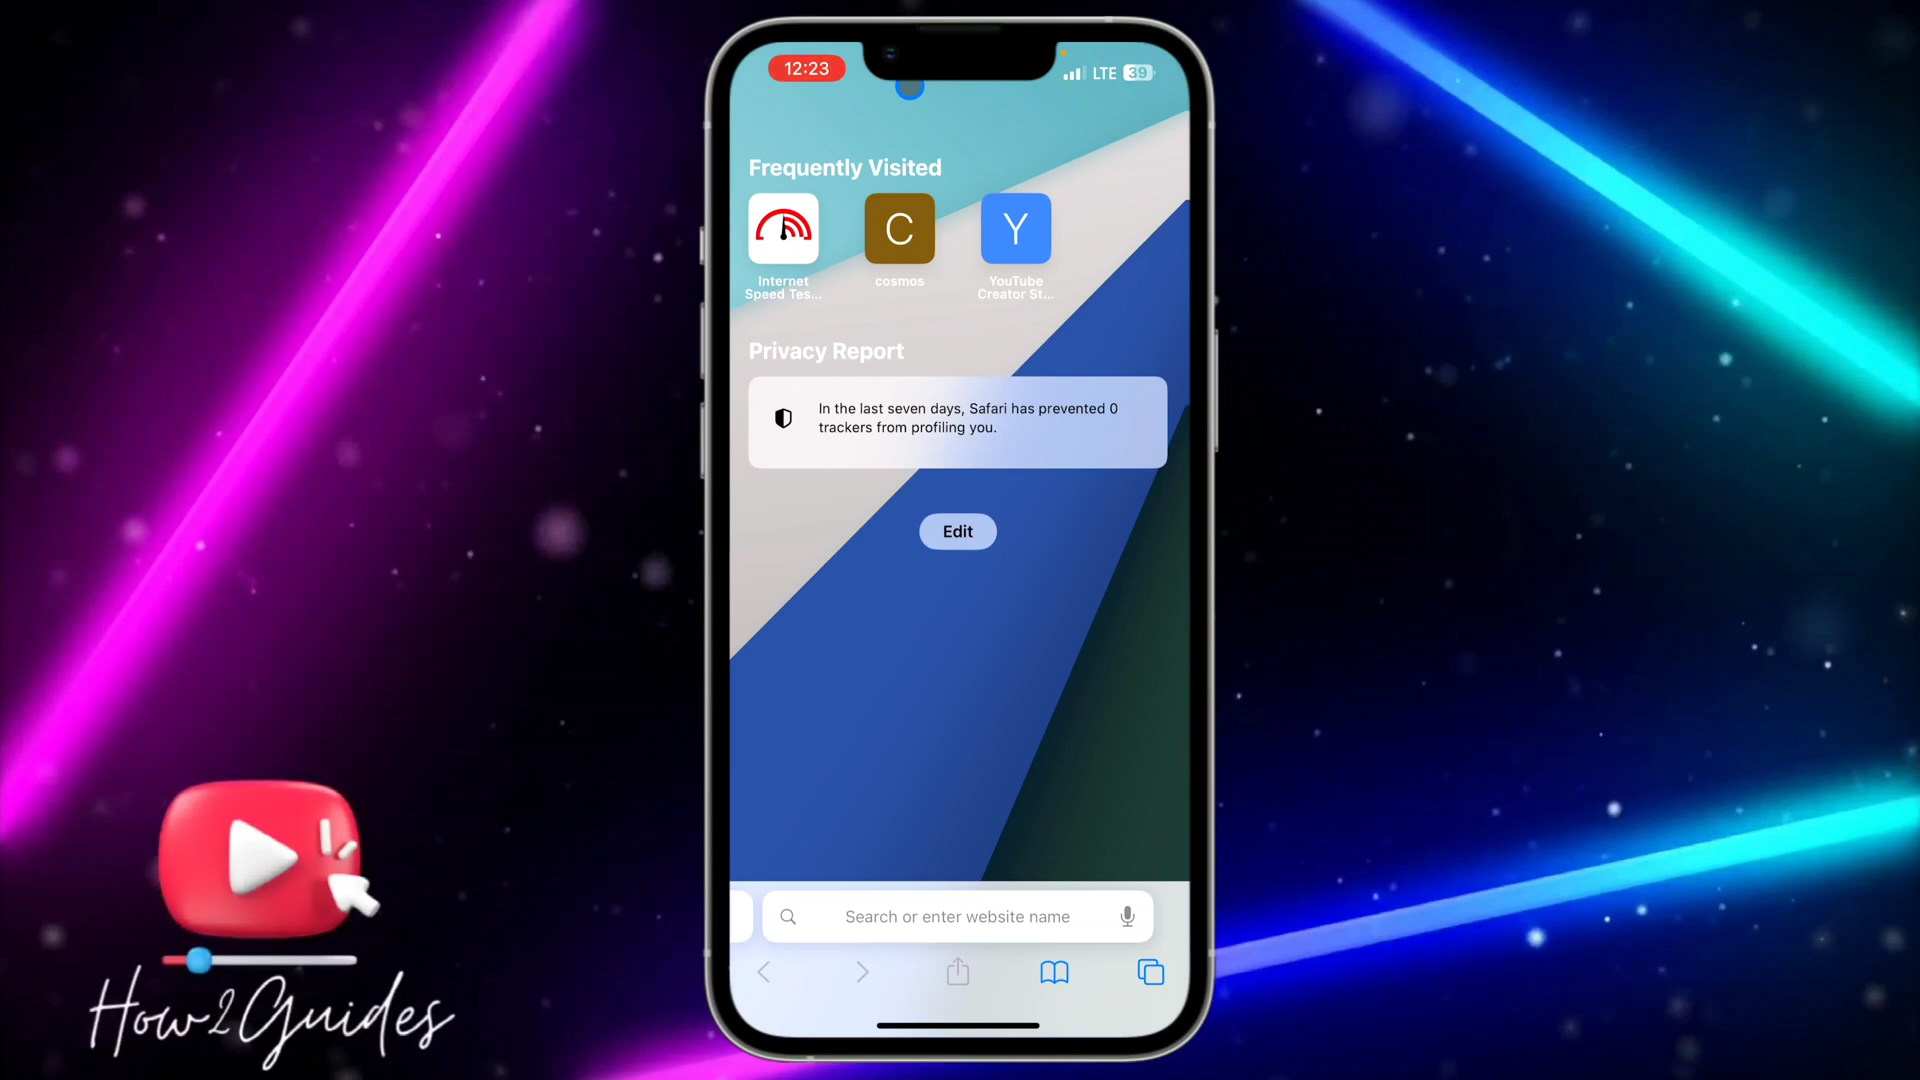 12:23
LTE 39
Frequently Visited
C
Y
Internet
Speed Tes...
cosmos
YouTube
Creator St...
Privacy Report
In the last seven days, Safari has prevented 0
trackers from profiling you.
Edit
Search or enter website name
How2Guides